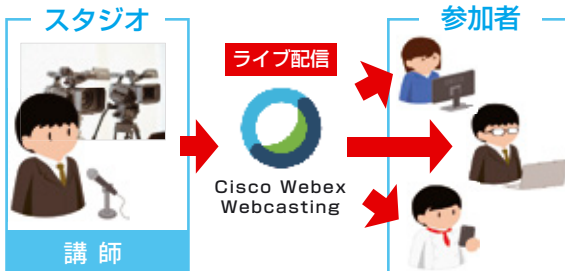 スタジオ
参加者
ライブ配信
Cisco Webex
Webcasting
講師